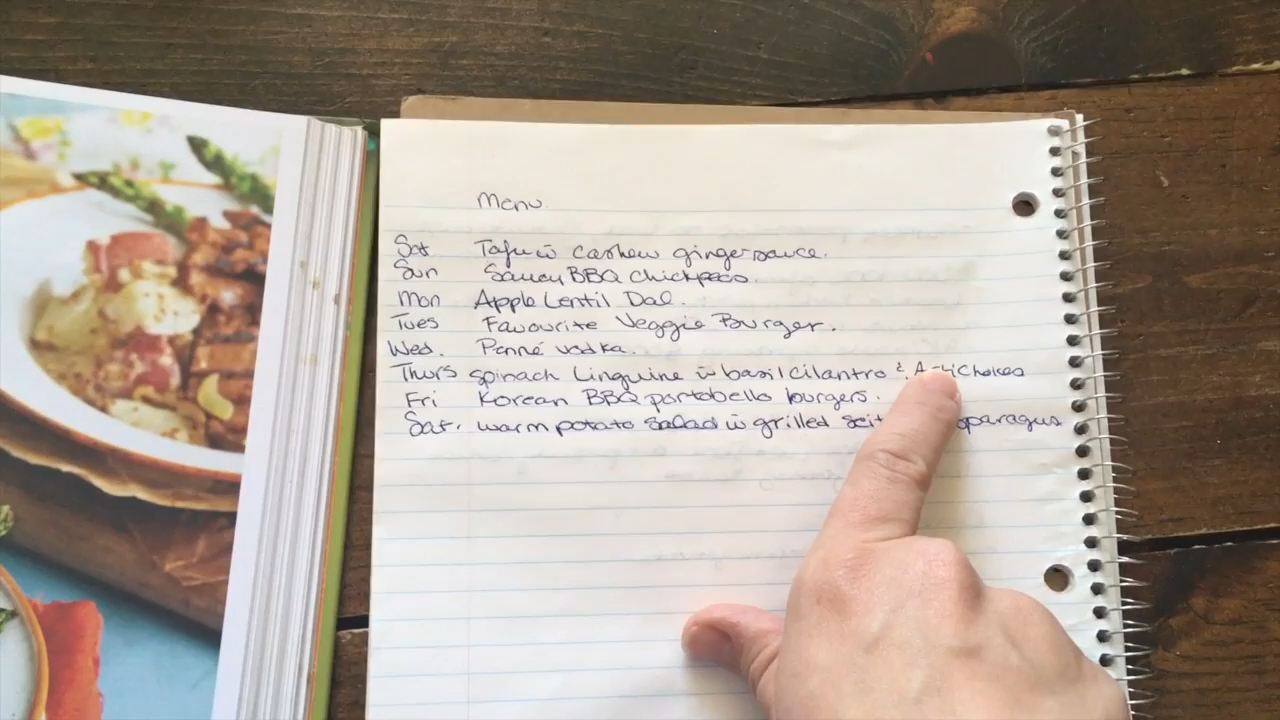 Menu.
Sat Tofu w̄ cashew ginger sauce.
Sun Saucy BBQ Chickpeas.
Mon Apple Lentil Dal.
Tues Favourite Veggie Burger.
Wed. Penné vodka.
Thurs spinach Linguine w̄ basil cilantro & Artichokes
Fri Korean BBQ portobello burgers.
Sat. warm potato salad w̄ grilled